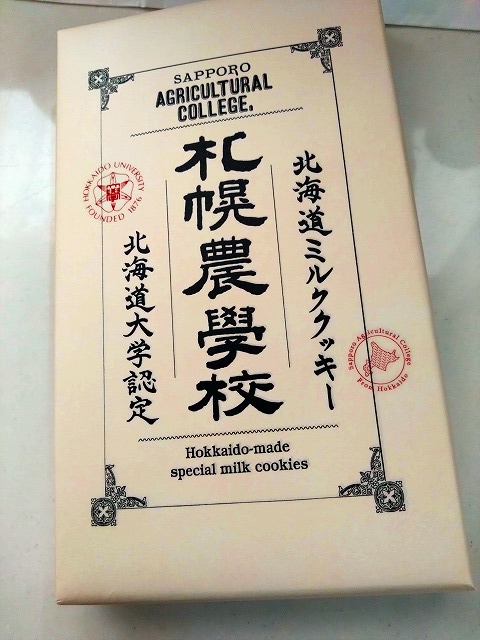 SAPPORO
AGRICULTURAL
COLLEGE.
北海道ミルククッキー
札幌農學校
北海道大学認定
HOKKAIDO UNIVERSITY
FOUNDED 1876
Sapporo Agricultural College
From Hokkaido
Hokkaido-made
special milk cookies